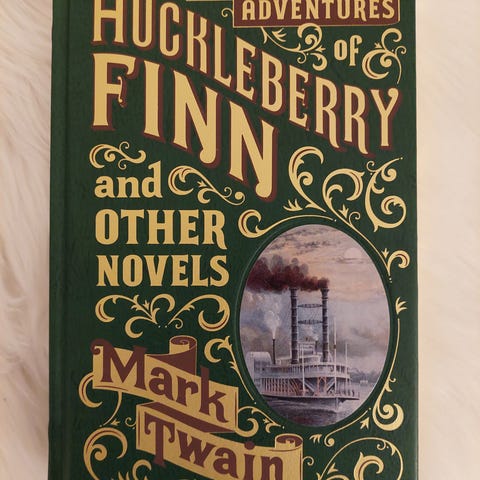 ADVENTURES
of
HUCKLEBERRY
FINN
and
OTHER
NOVELS
Mark
Twain